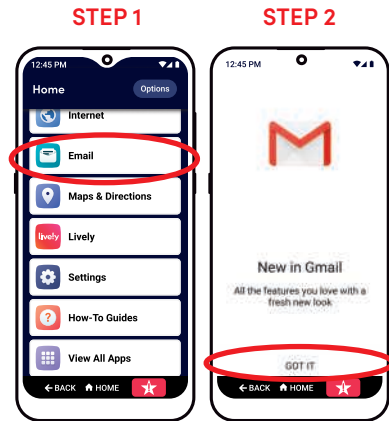 STEP 1
12:45 PM
Home
Options
Internet
Email
Maps & Directions
lively
Lively
Settings
?
How-To Guides
View All Apps
BACK HOME
STEP 2
12:45 PM
New in Gmail
All the features you love with a
fresh new look
GOT IT
BACK HOME